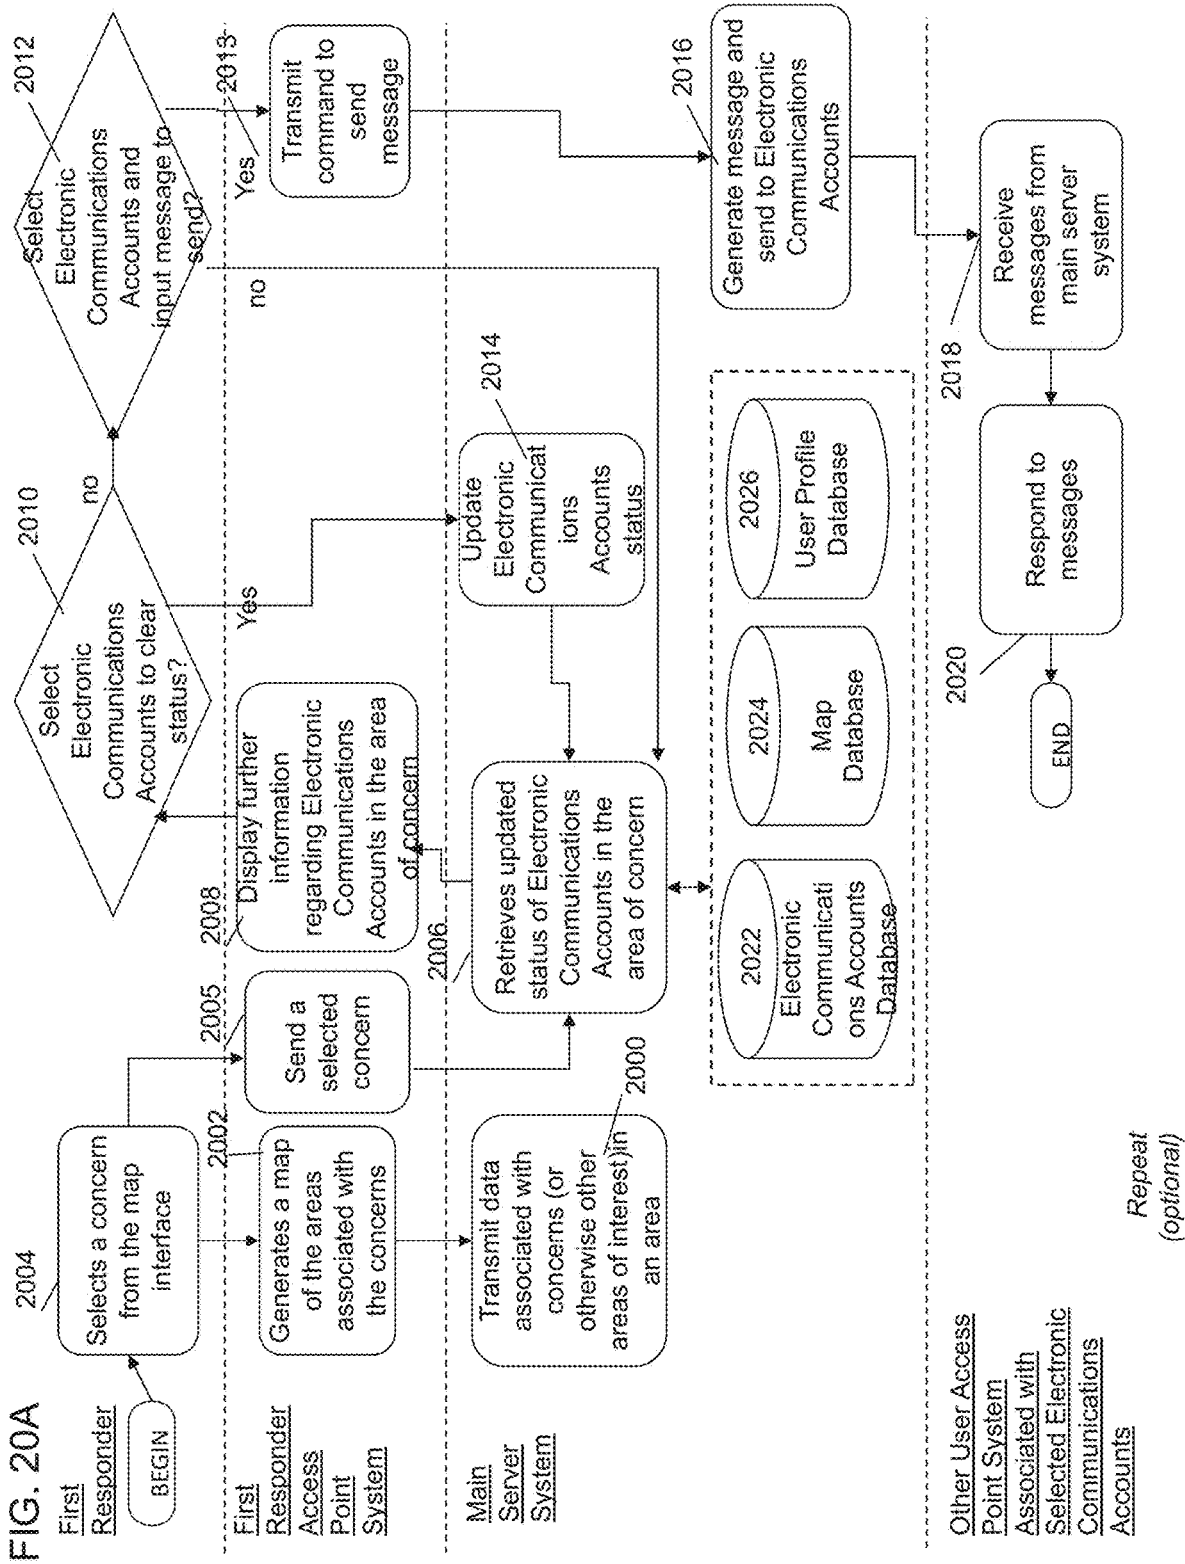 FIG. 20A
First
Responder
BEGIN
2004
Selects a concern
from the map
interface
2010
Select
Electronic
Communications
Accounts to clear
status?
no
2012
Select
Electronic
Communications
Accounts and
input message to
send?
First
Responder
Access
Point
System
2002
Generates a map
of the areas
associated with
the concerns
2005
Send a
selected
concern
2008
Display further
information
regarding Electronic
Communications
Accounts in the area
of concern
Yes
no
Yes
2013
Transmit
command to
send
message
Main
Server
System
Transmit data
associated with
concerns (or
otherwise other
areas of interest)in
an area
2000
2006
Retrieves updated
status of Electronic
Communications
Accounts in the
area of concern
Update
Electronic
Communicat
ions
Accounts
status
2014
2022
Electronic
Communicati
ons Accounts
Database
2024
Map
Database
2026
User Profile
Database
2016
Generate message and
send to Electronic
Communications
Accounts
Other User Access
Point System
Associated with
Selected Electronic
Communications
Accounts
2018
Receive
messages from
main server
system
2020
Respond to
messages
END
Repeat
(optional)